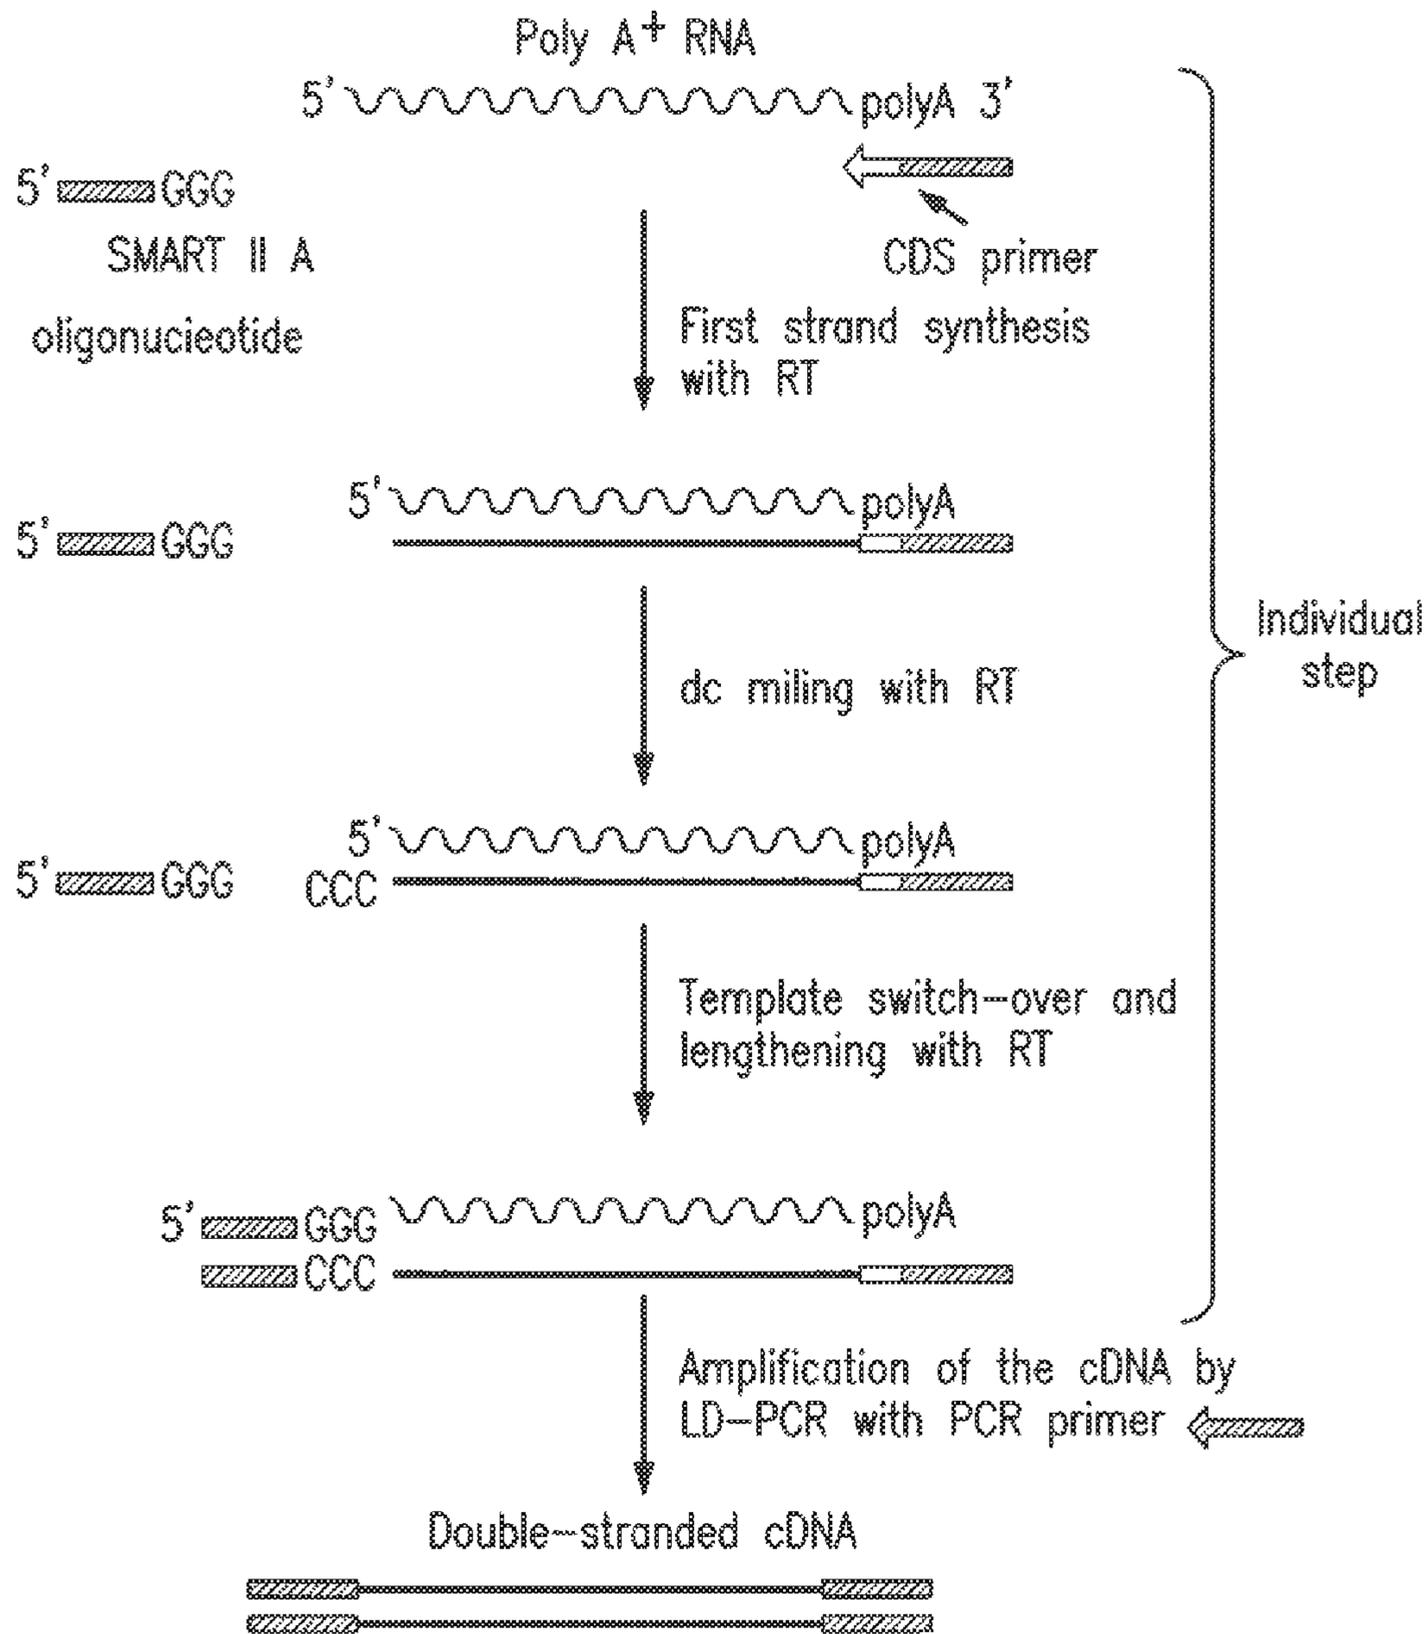 Poly A+ RNA
5' polyA 3'
5' GGG
SMART II A
oligonucieotide
CDS primer
First strand synthesis
with RT
5' polyA
5' GGG
dc miling with RT
5' polyA
5' GGG CCC
Template switch-over and
lengthening with RT
Individual
step
5' GGG polyA
CCC
Amplification of the cDNA by
LD-PCR with PCR primer
Double-stranded cDNA